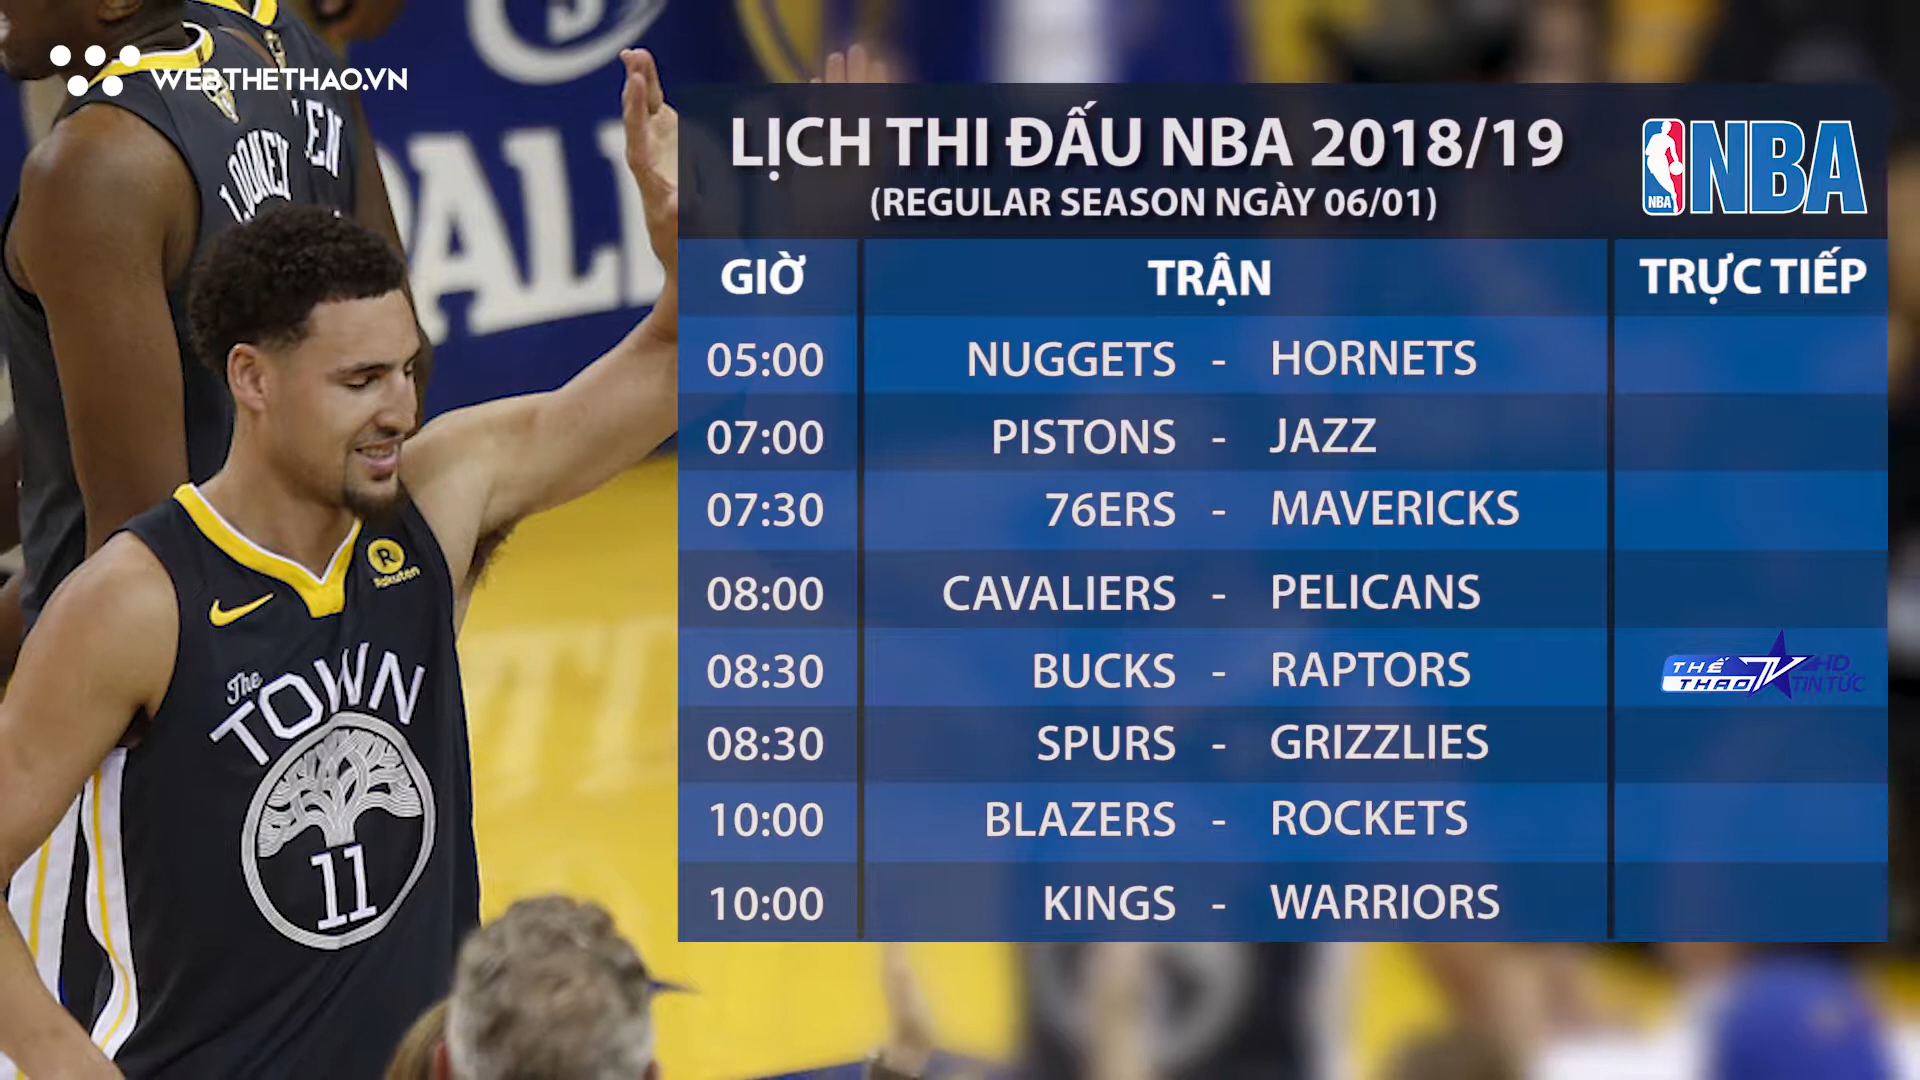 WEBTHETHAO.VN
LOONEY
EN
PALI
Rakuten
The
TOWN
11
LỊCH THI ĐẤU NBA 2018/19
(REGULAR SEASON NGÀY 06/01)
NBA
NBA
GIỜ TRẬN TRỰC TIẾP
05:00 NUGGETS - HORNETS
07:00 PISTONS - JAZZ
07:30 76ERS - MAVERICKS
08:00 CAVALIERS - PELICANS
08:30 BUCKS - RAPTORS THỂ THAO TV HD TIN TỨC
08:30 SPURS - GRIZZLIES
10:00 BLAZERS - ROCKETS
10:00 KINGS - WARRIORS